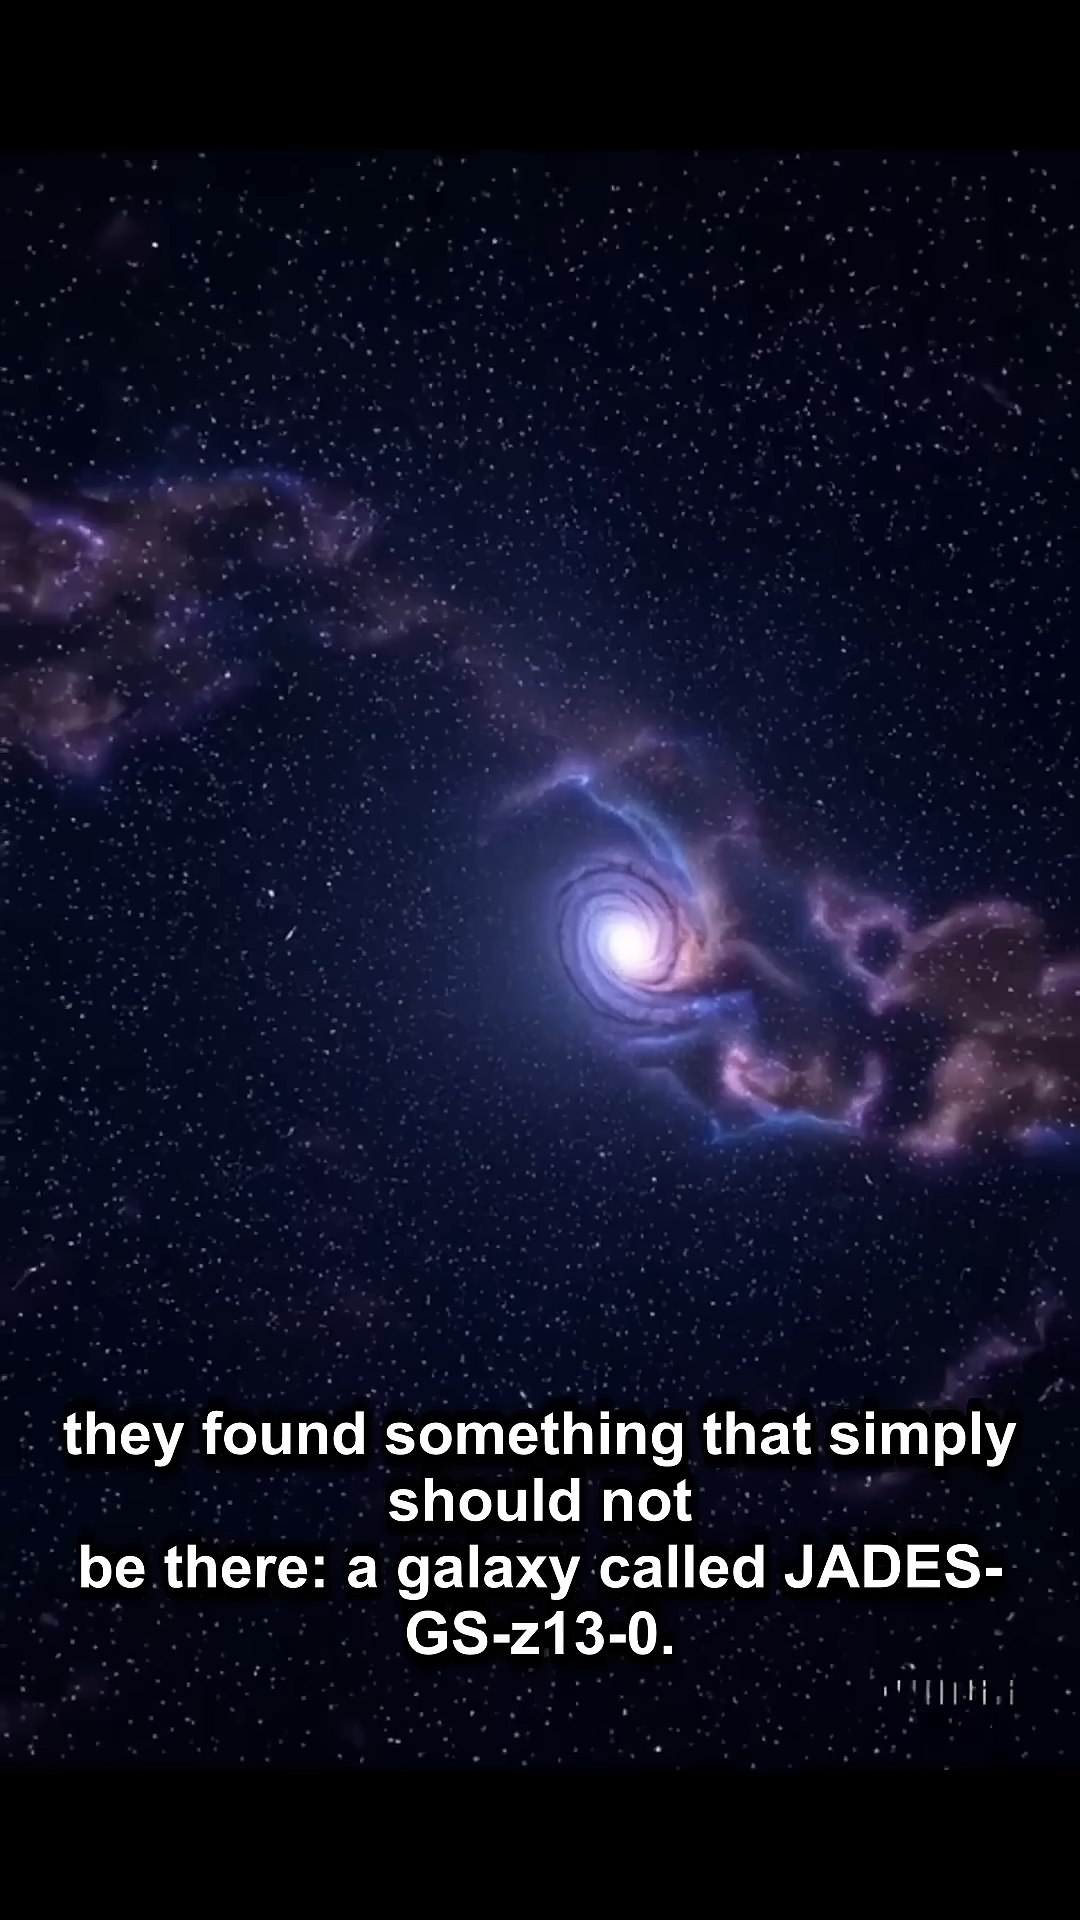 they found something that simply
should not
be there: a galaxy called JADES-
GS-z13-0.